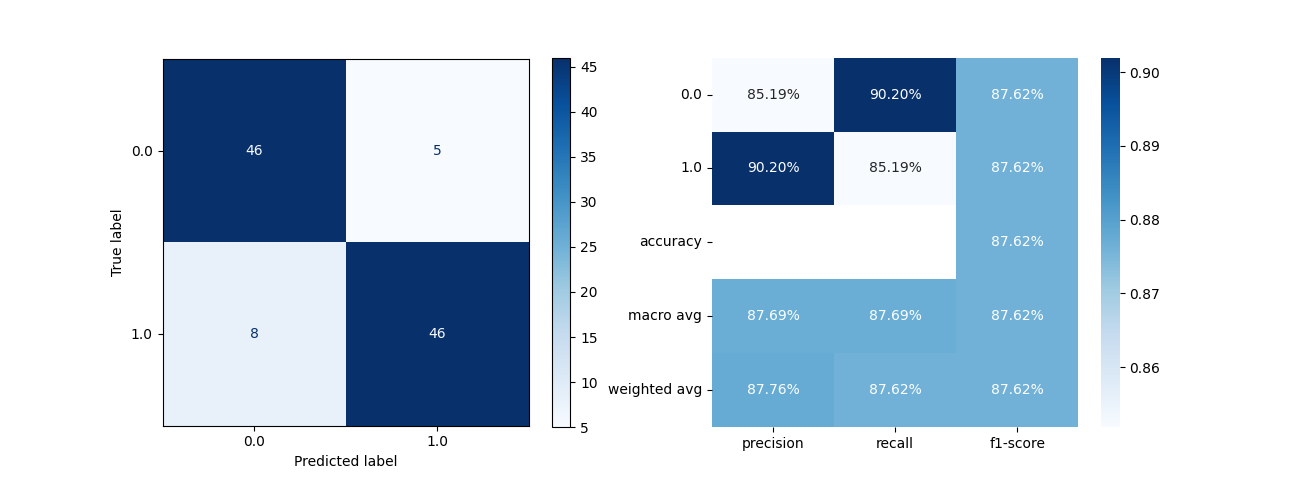 True label
0.0 46 5
1.0 8 46
0.0 1.0
Predicted label
45
40
35
30
25
20
15
10
5
0.0 85.19% 90.20% 87.62%
1.0 90.20% 85.19% 87.62%
accuracy 87.62%
macro avg 87.69% 87.69% 87.62%
weighted avg 87.76% 87.62% 87.62%
precision recall f1-score
0.90
0.89
0.88
0.87
0.86